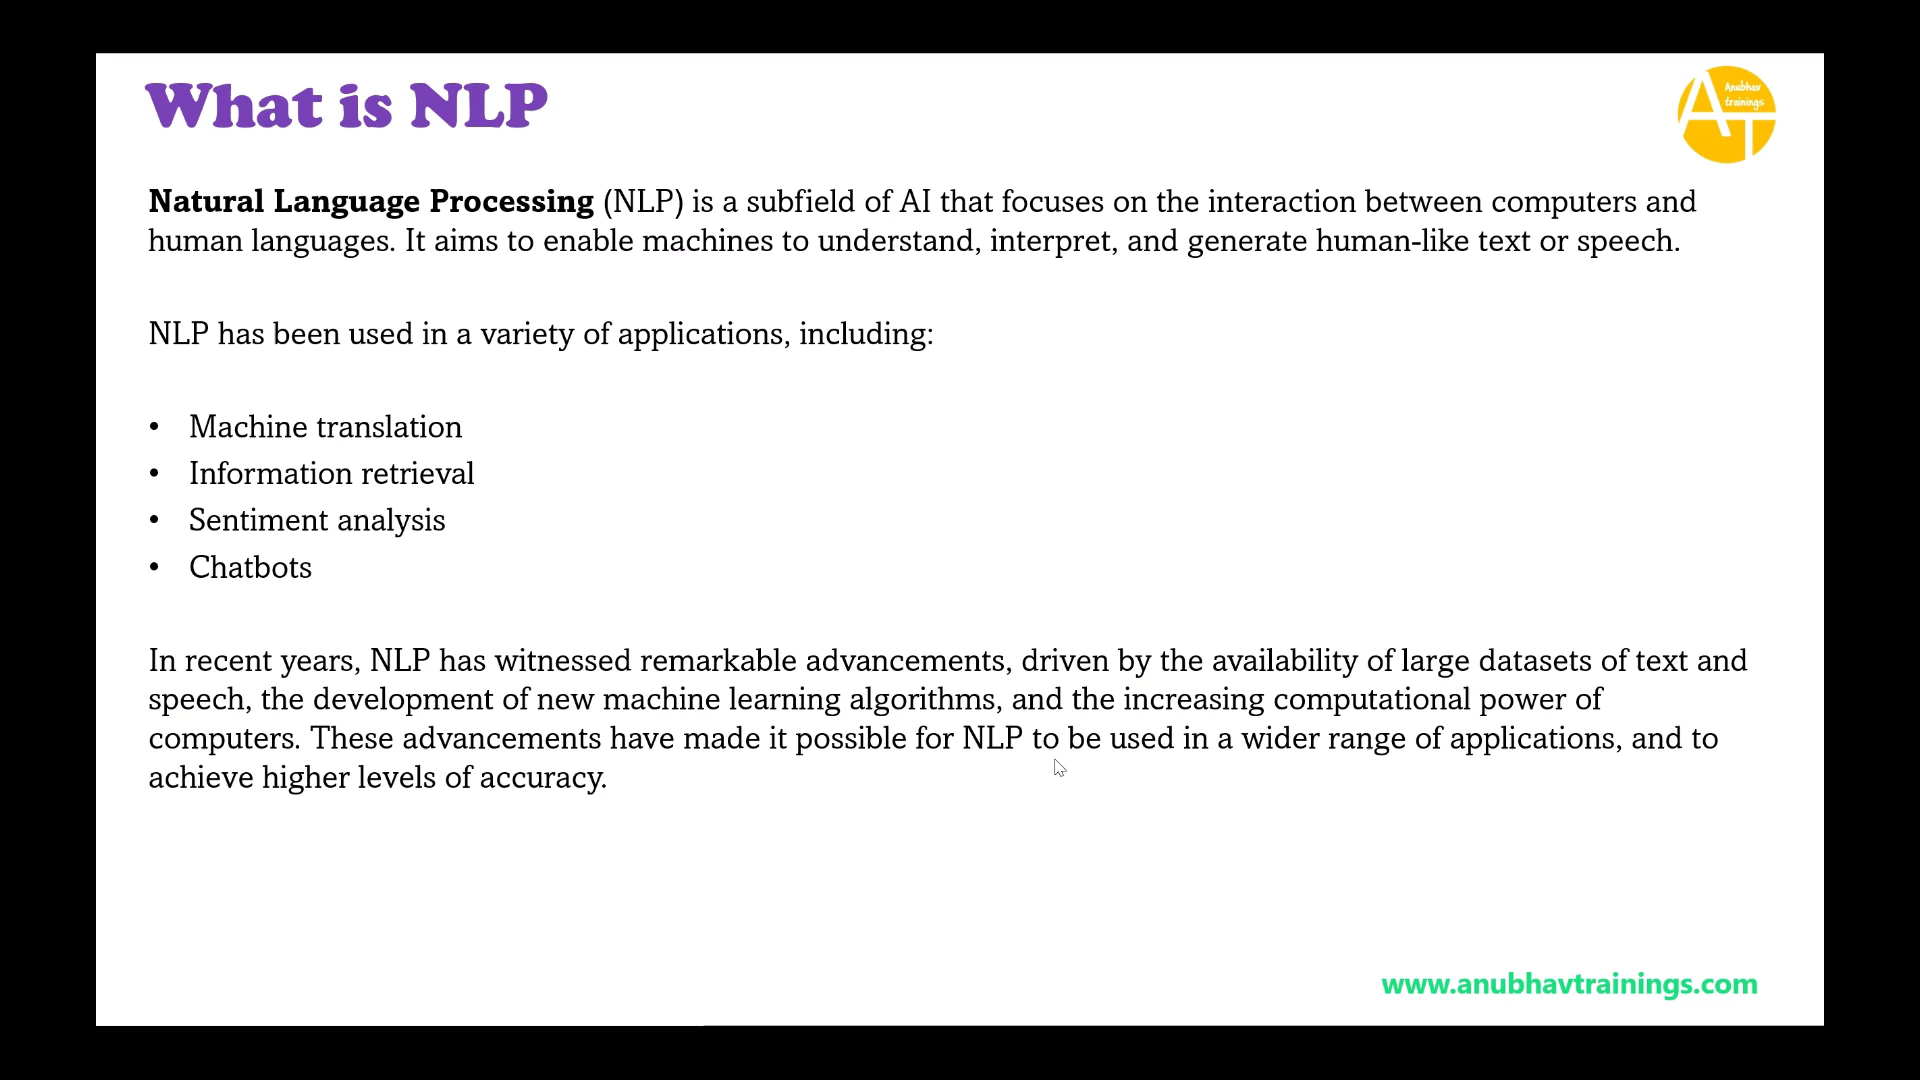 What is NLP
Anubhav
trainings
AT
Natural Language Processing (NLP) is a subfield of AI that focuses on the interaction between computers and
human languages. It aims to enable machines to understand, interpret, and generate human-like text or speech.
NLP has been used in a variety of applications, including:
• Machine translation
• Information retrieval
• Sentiment analysis
• Chatbots
In recent years, NLP has witnessed remarkable advancements, driven by the availability of large datasets of text and
speech, the development of new machine learning algorithms, and the increasing computational power of
computers. These advancements have made it possible for NLP to be used in a wider range of applications, and to
achieve higher levels of accuracy.
www.anubhavtrainings.com